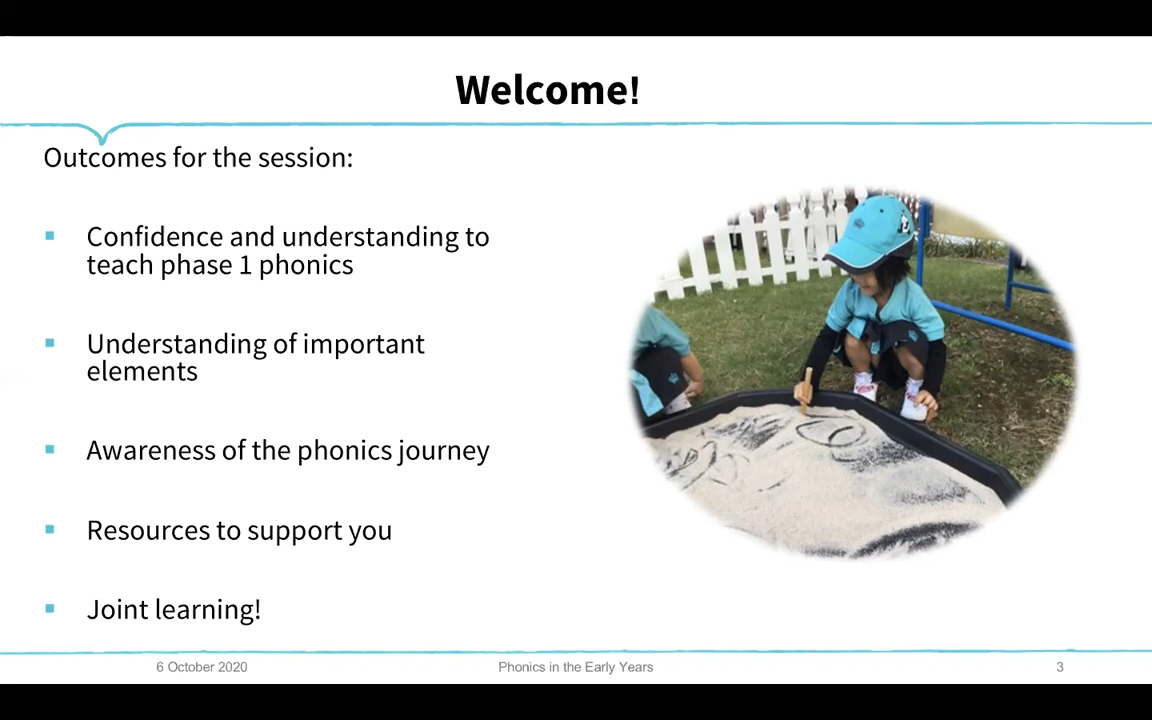 Welcome!
Outcomes for the session:
Confidence and understanding to
teach phase 1 phonics
Understanding of important
elements
Awareness of the phonics journey
Resources to support you
Joint learning!
6 October 2020
Phonics in the Early Years
3